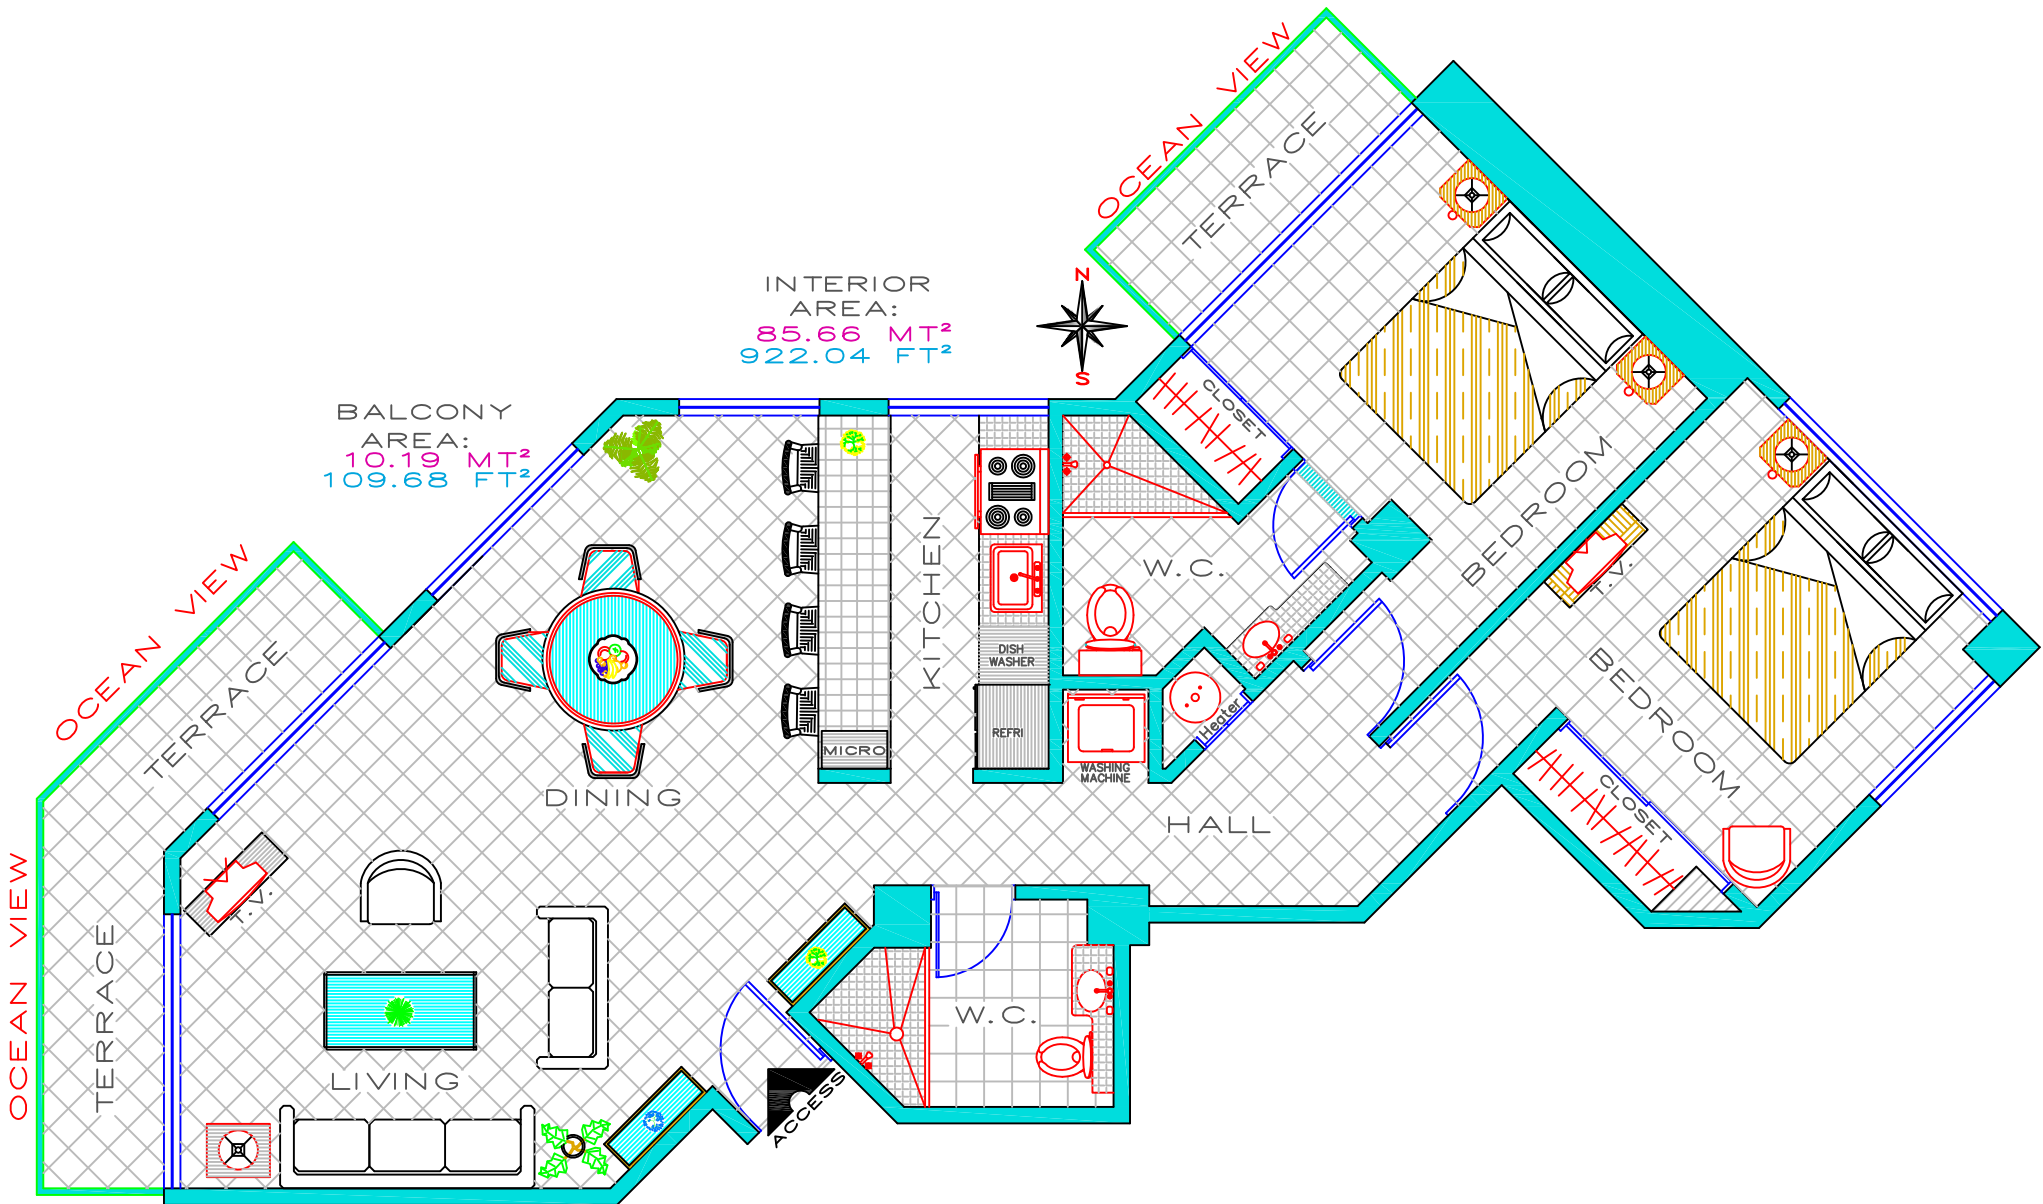 OCEAN VIEW
TERRACE
INTERIOR
AREA:
85.66 MT²
922.04 FT²
N
S
BALCONY
AREA:
10.19 MT²
109.68 FT²
CLOSET
BEDROOM
W.C.
KITCHEN
DISH
WASHER
REFRI
MICRO
WASHING
MACHINE
Heater
T.V.
BEDROOM
CLOSET
OCEAN VIEW
TERRACE
DINING
HALL
T.V.
OCEAN VIEW
TERRACE
LIVING
W.C.
ACCESS